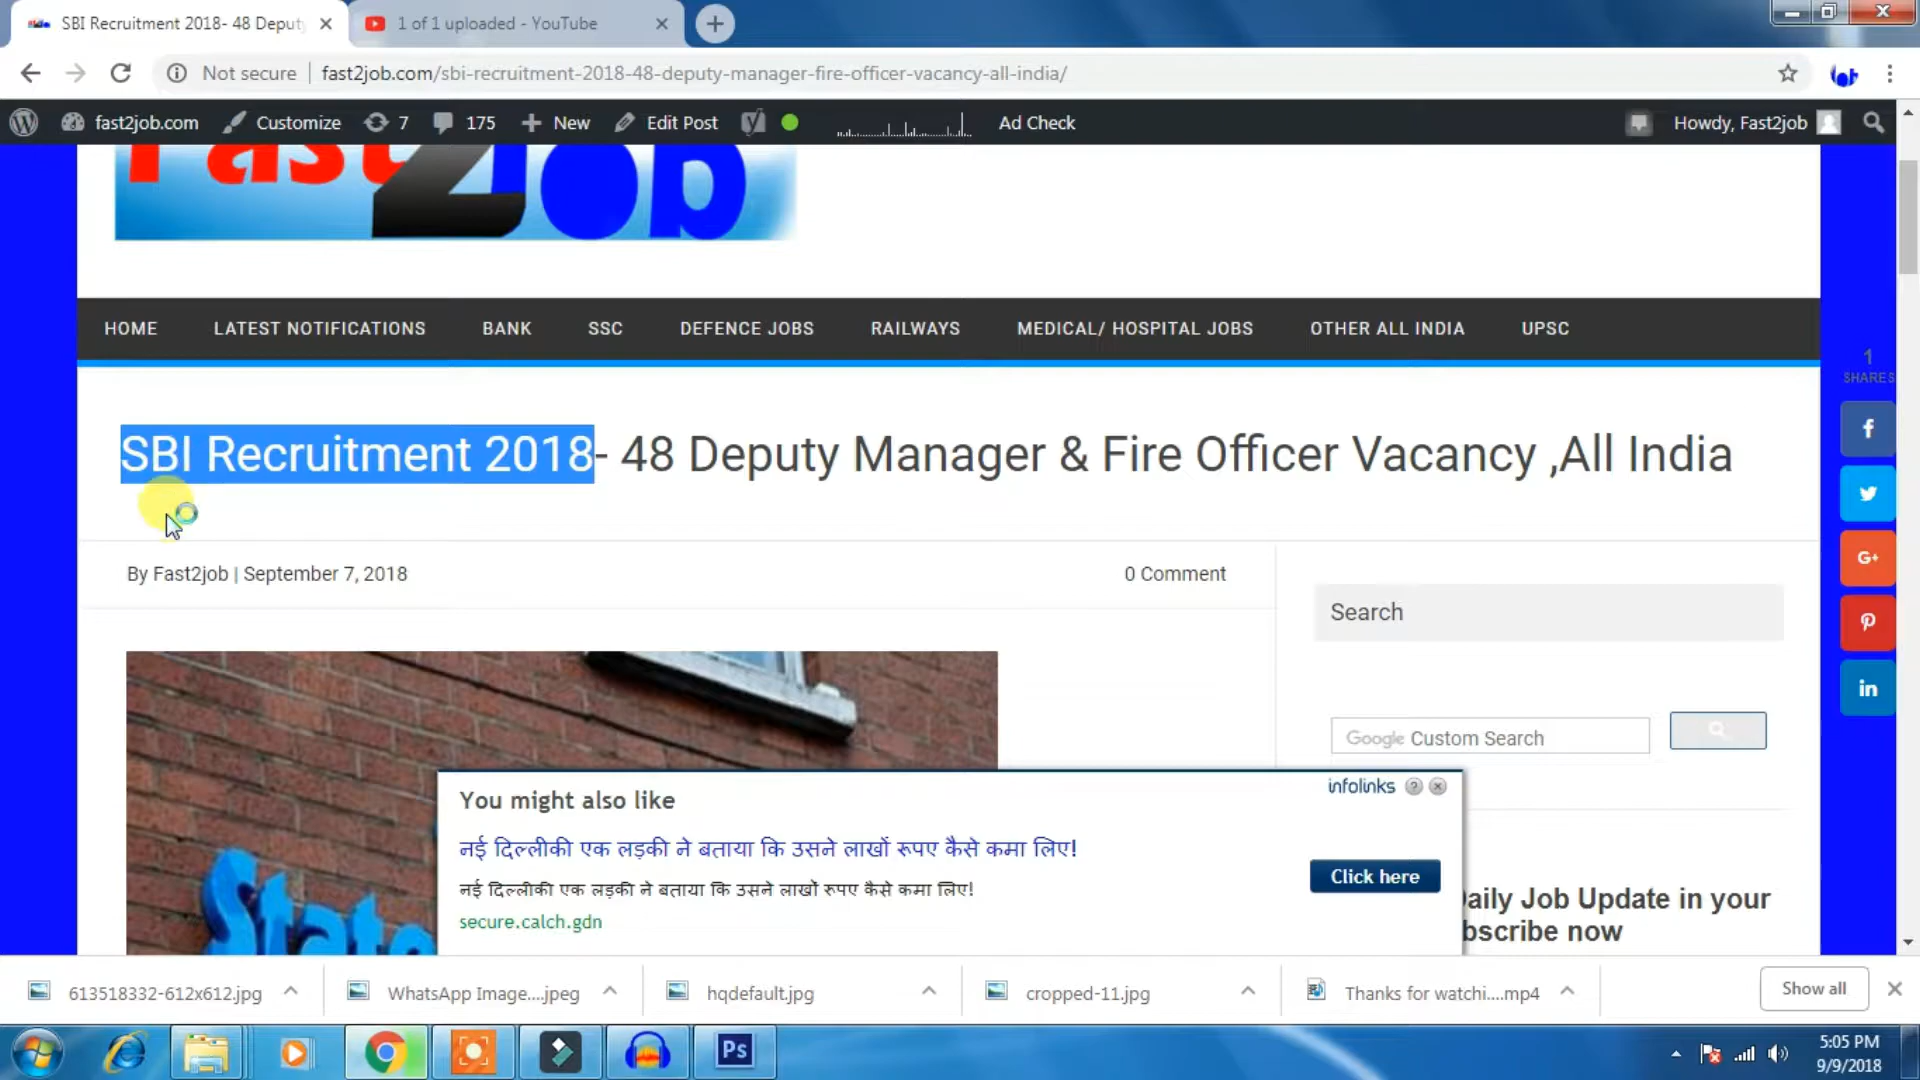 SBI Recruitment 2018- 48 Deputy
1 of 1 uploaded - YouTube
Not secure | fast2job.com/sbi-recruitment-2018-48-deputy-manager-fire-officer-vacancy-all-india/
fast2job.com Customize 7 175 New Edit Post Ad Check Howdy, Fast2job
Fast2Job
HOME LATEST NOTIFICATIONS BANK SSC DEFENCE JOBS RAILWAYS MEDICAL/ HOSPITAL JOBS OTHER ALL INDIA UPSC
1
SHARES
SBI Recruitment 2018- 48 Deputy Manager & Fire Officer Vacancy ,All India
By Fast2job | September 7, 2018
0 Comment
Search
Google Custom Search
State
You might also like
infolinks
नई दिल्लीकी एक लड़की ने बताया कि उसने लाखों रूपए कैसे कमा लिए!
नई दिल्लीकी एक लड़की ने बताया कि उसने लाखों रूपए कैसे कमा लिए!
secure.calch.gdn
Click here
Daily Job Update in your
bscribe now
613518332-612x612.jpg
WhatsApp Image....jpeg
hqdefault.jpg
cropped-11.jpg
Thanks for watchi....mp4
Show all
Ps
5:05 PM
9/9/2018